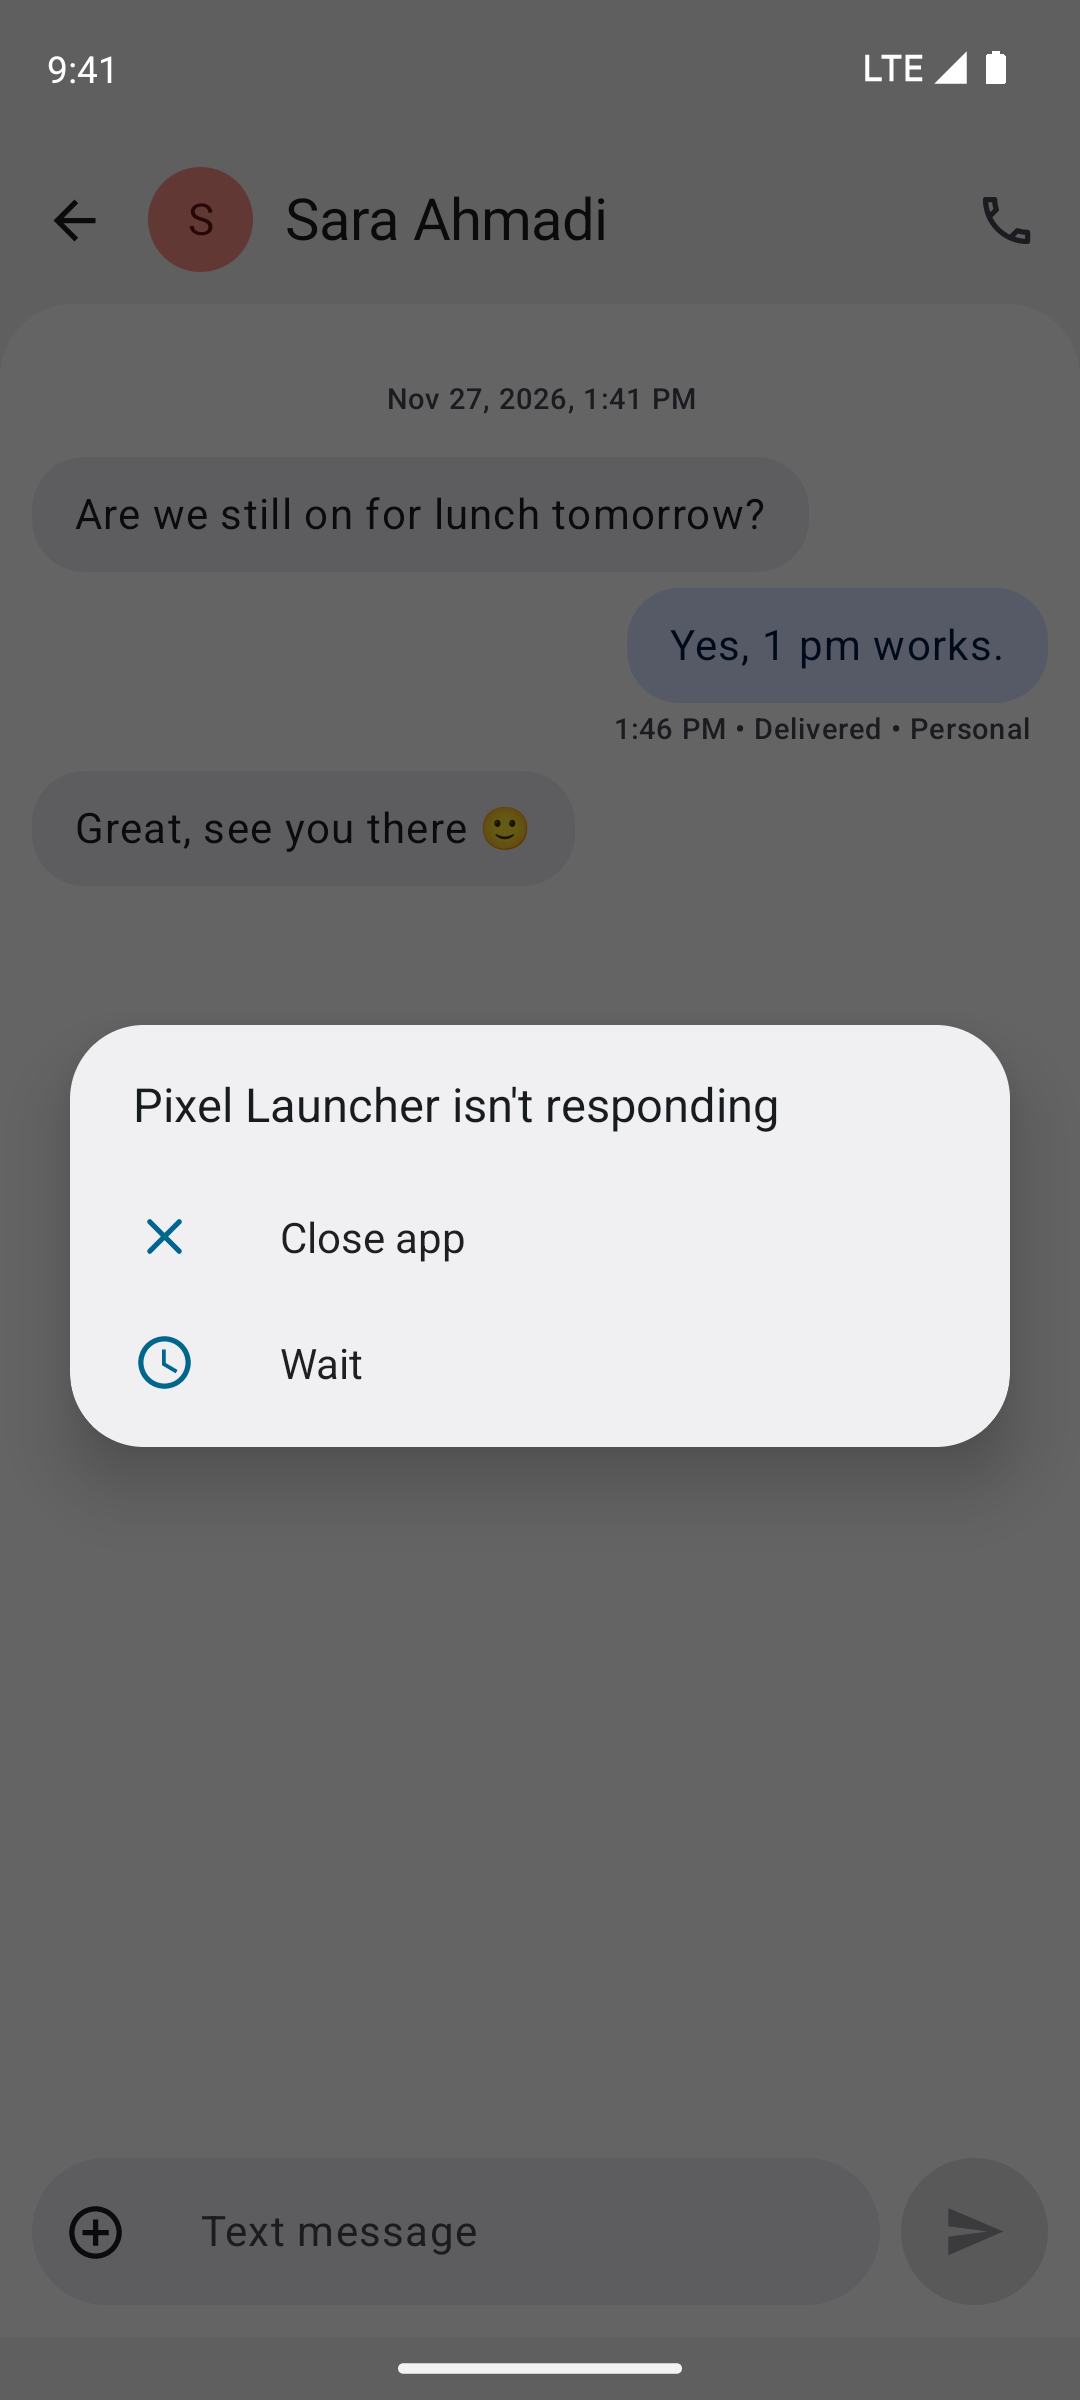 9:41 LTE
S Sara Ahmadi
Nov 27, 2026, 1:41 PM
Are we still on for lunch tomorrow?
Yes, 1 pm works.
1:46 PM • Delivered • Personal
Great, see you there 🙂
Pixel Launcher isn't responding
Close app
Wait
Text message